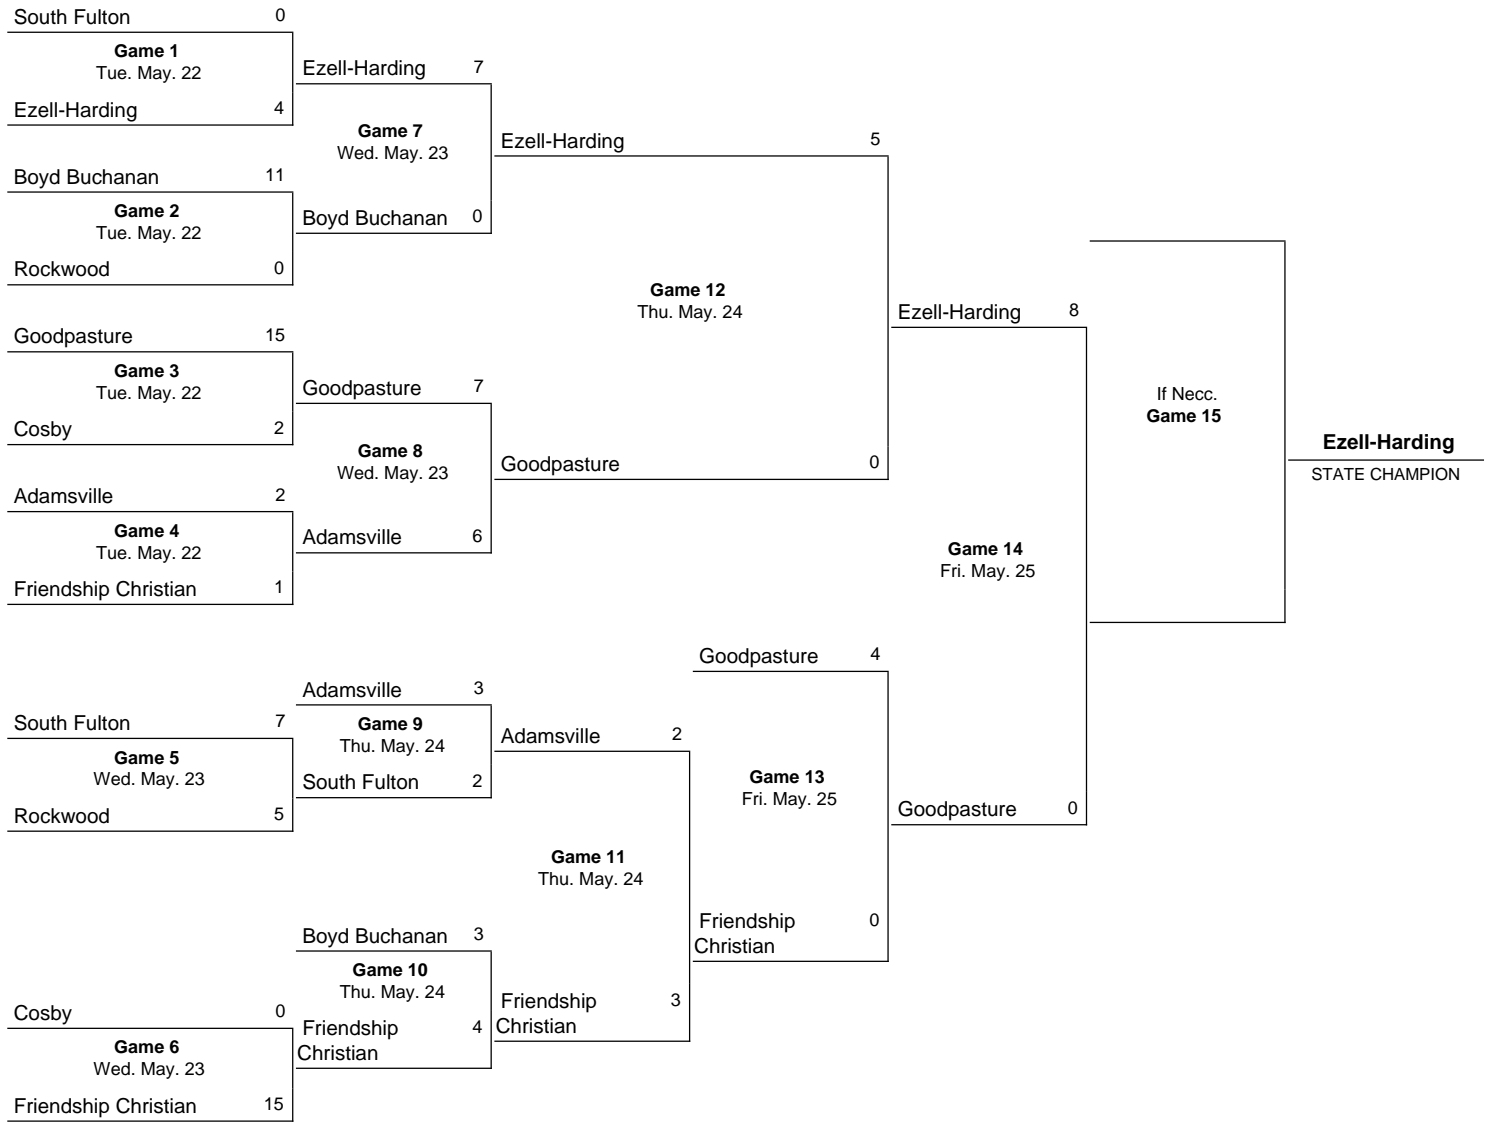 South Fulton 0
Game 1
Tue. May. 22
Ezell-Harding 4
Boyd Buchanan 11
Game 2
Tue. May. 22
Rockwood 0
Goodpasture 15
Game 3
Tue. May. 22
Cosby 2
Adamsville 2
Game 4
Tue. May. 22
Friendship Christian 1
South Fulton 7
Game 5
Wed. May. 23
Rockwood 5
Cosby 0
Game 6
Wed. May. 23
Friendship Christian 15
Ezell-Harding 7
Game 7
Wed. May. 23
Boyd Buchanan 0
Goodpasture 7
Game 8
Wed. May. 23
Adamsville 6
Adamsville 3
Game 9
Thu. May. 24
South Fulton 2
Boyd Buchanan 3
Game 10
Thu. May. 24
Friendship 4
Christian
Ezell-Harding 5
Game 12
Thu. May. 24
Goodpasture 0
Adamsville 2
Game 11
Thu. May. 24
Friendship 3
Christian
Goodpasture 4
Game 13
Fri. May. 25
Friendship 0
Christian
Ezell-Harding 8
Game 14
Fri. May. 25
Goodpasture 0
If Necc.
Game 15
Ezell-Harding
STATE CHAMPION